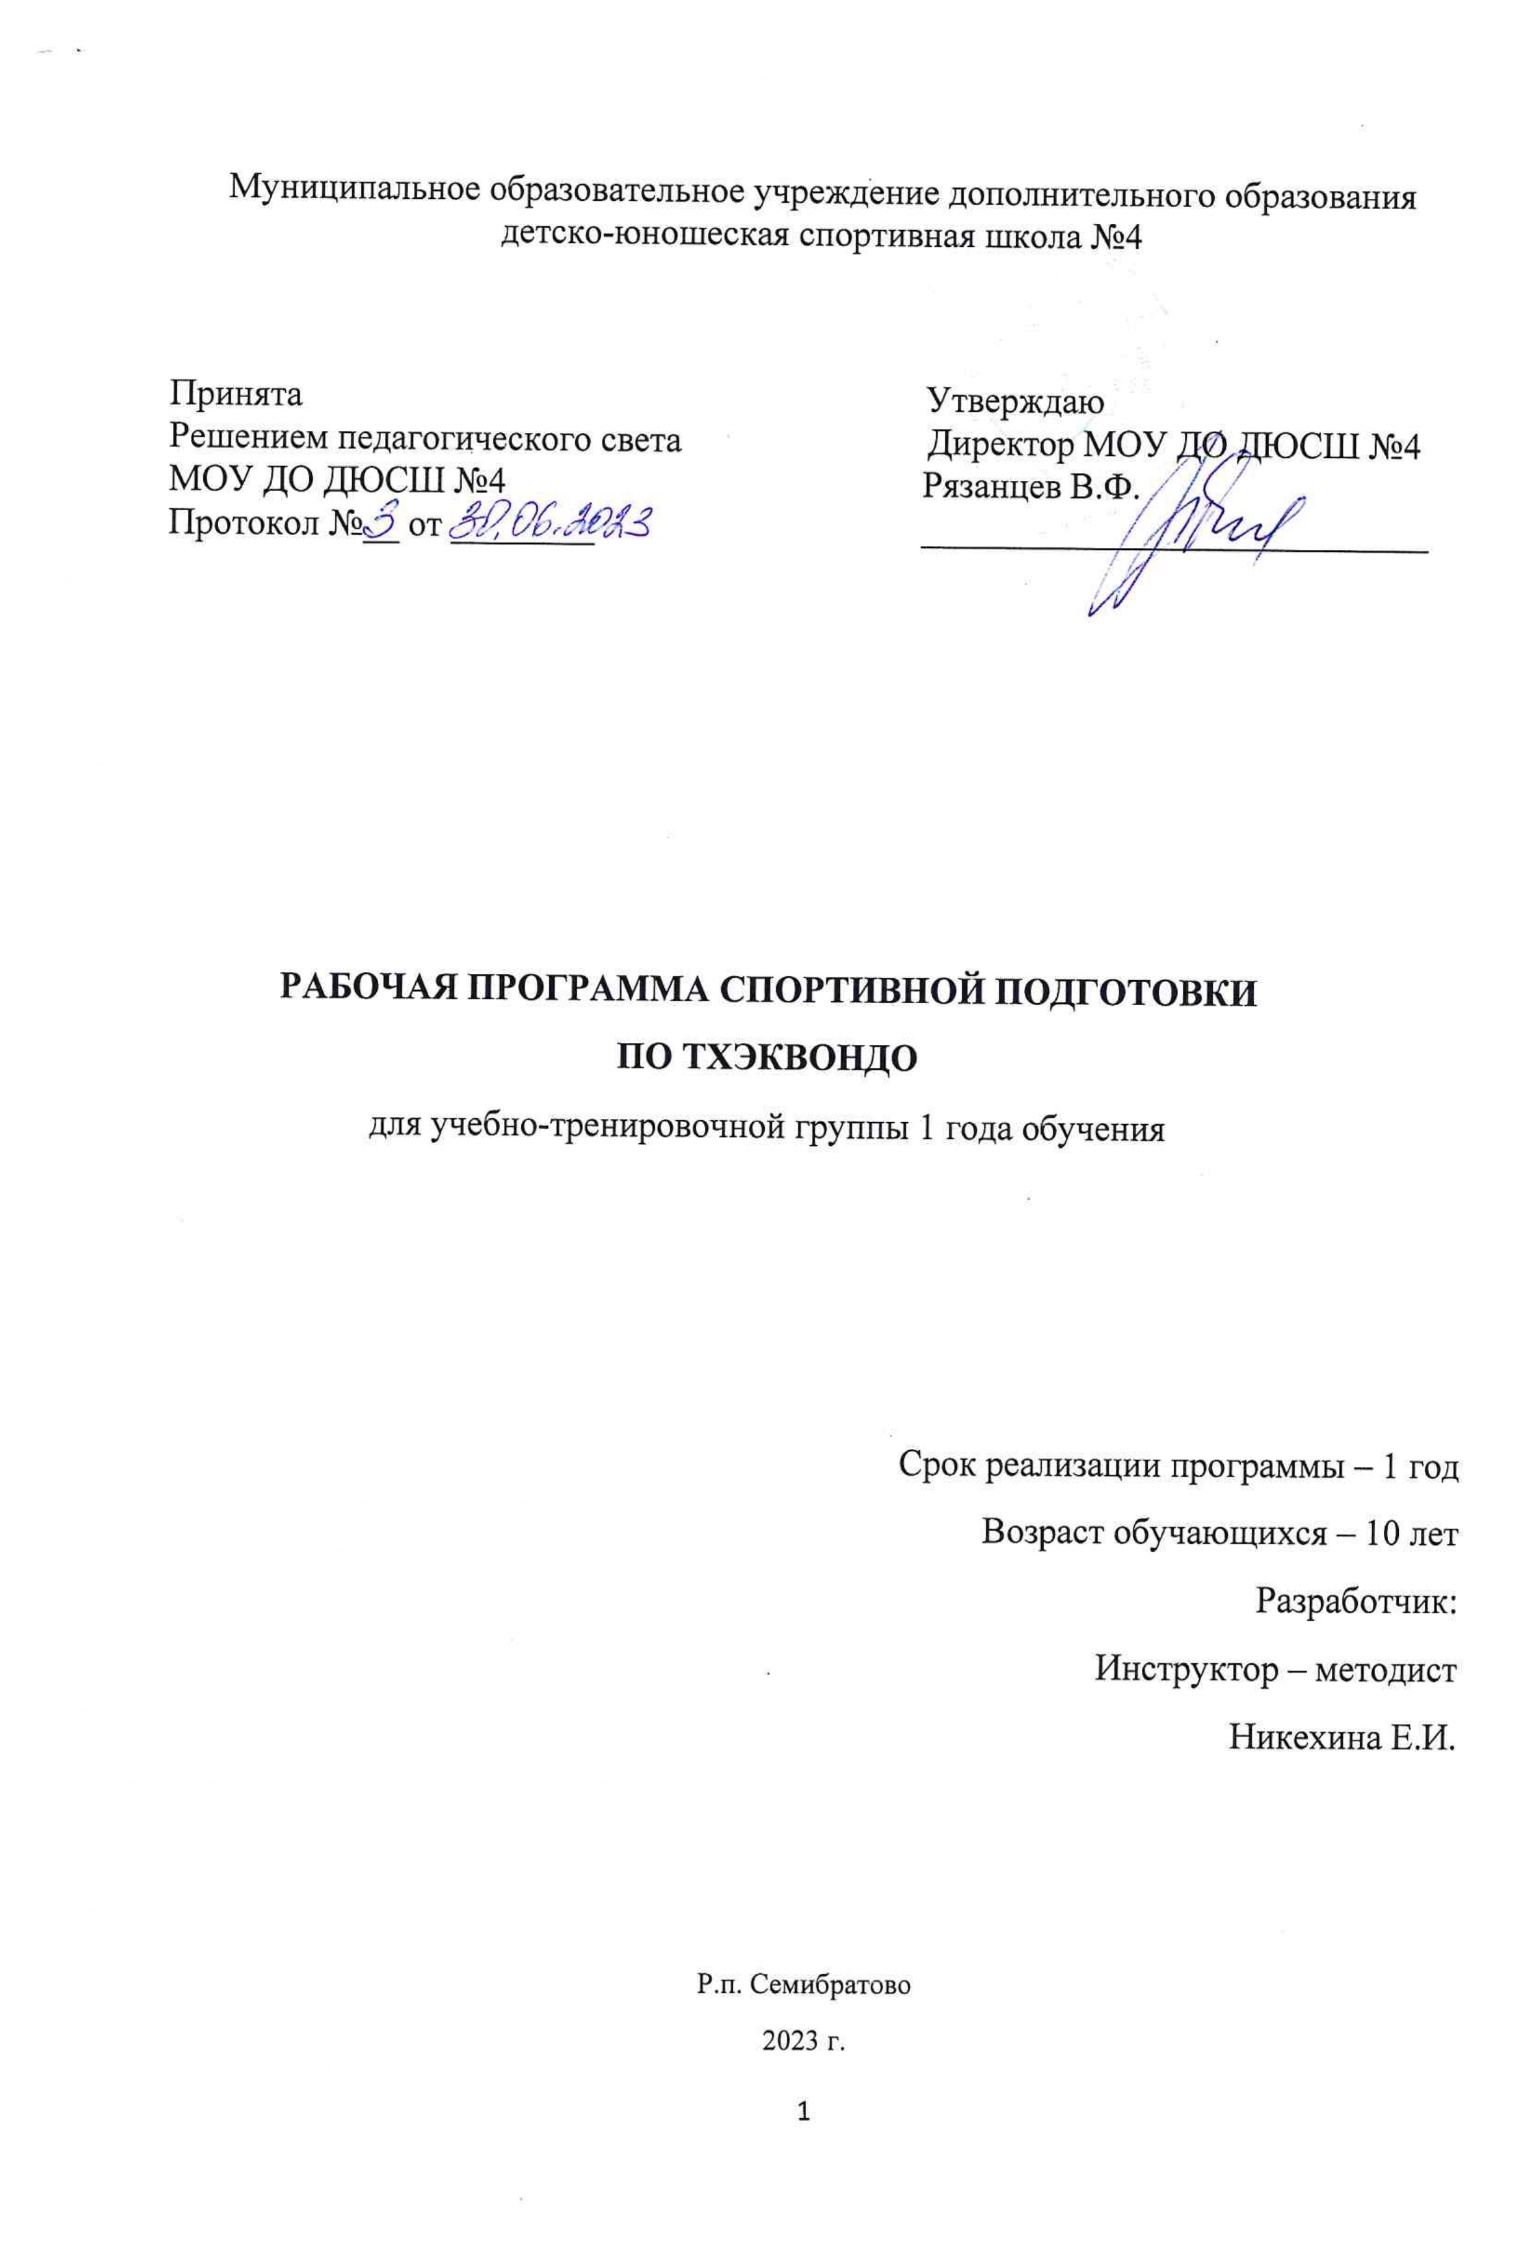 Муниципальное образовательное учреждение дополнительного образования
детско-юношеская спортивная школа №4
Принята
Решением педагогического света
МОУ ДО ДЮСШ №4
Протокол №3 от 30.06.2023
Утверждаю
Директор МОУ ДО ДЮСШ №4
Рязанцев В.Ф.
РАБОЧАЯ ПРОГРАММА СПОРТИВНОЙ ПОДГОТОВКИ
ПО ТХЭКВОНДО
для учебно-тренировочной группы 1 года обучения
Срок реализации программы – 1 год
Возраст обучающихся – 10 лет
Разработчик:
Инструктор – методист
Никехина Е.И.
Р.п. Семибратово
2023 г.
1